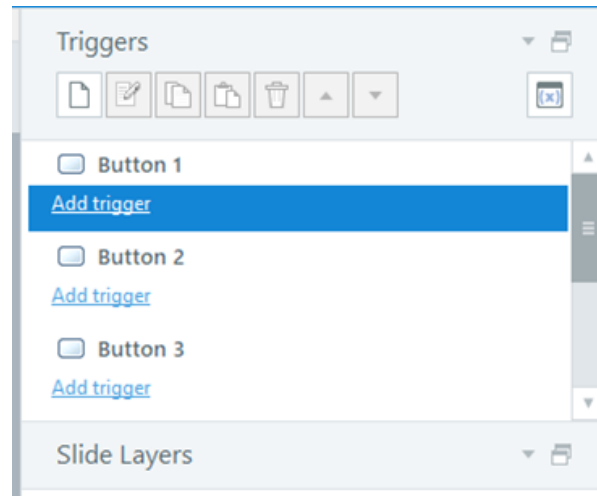 Triggers
(x)
Button 1
Add trigger
Button 2
Add trigger
Button 3
Add trigger
Slide Layers